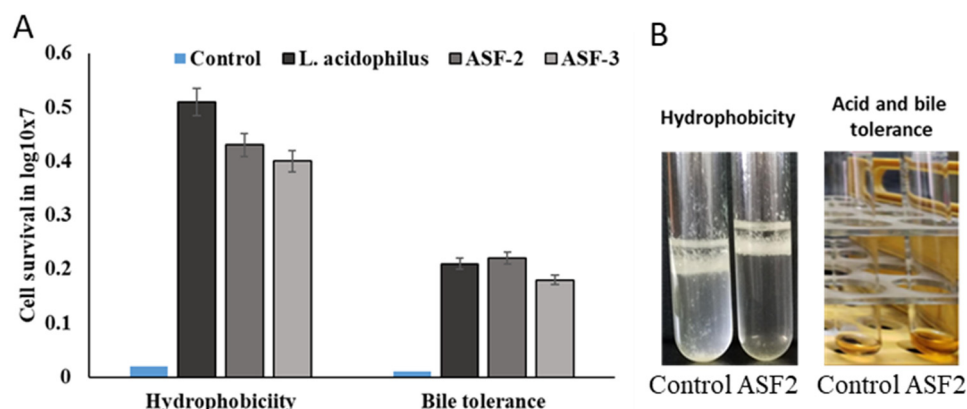 A
Cell survival in log10x7
0.6
0.5
0.4
0.3
0.2
0.1
0
Control L. acidophilus ASF-2 ASF-3
Hydrophobiciity Bile tolerance
B
Hydrophobicity
Acid and bile
tolerance
Control ASF2 Control ASF2